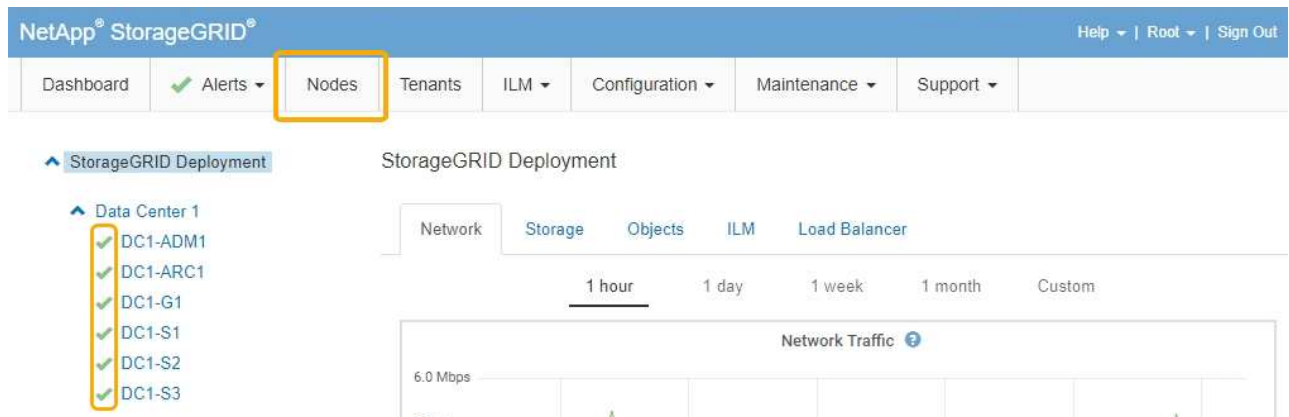 NetApp® StorageGRID®
Help | Root | Sign Out
Dashboard Alerts Nodes Tenants ILM Configuration Maintenance Support
StorageGRID Deployment
StorageGRID Deployment
Data Center 1
DC1-ADM1
DC1-ARC1
DC1-G1
DC1-S1
DC1-S2
DC1-S3
Network Storage Objects ILM Load Balancer
1 hour 1 day 1 week 1 month Custom
Network Traffic ?
6.0 Mbps